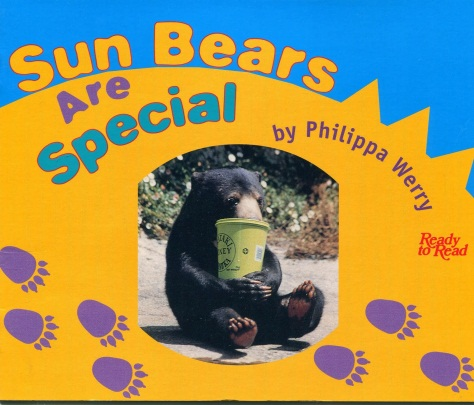 Sun Bears
Are
Special
by Philippa Werry
Ready
to Read